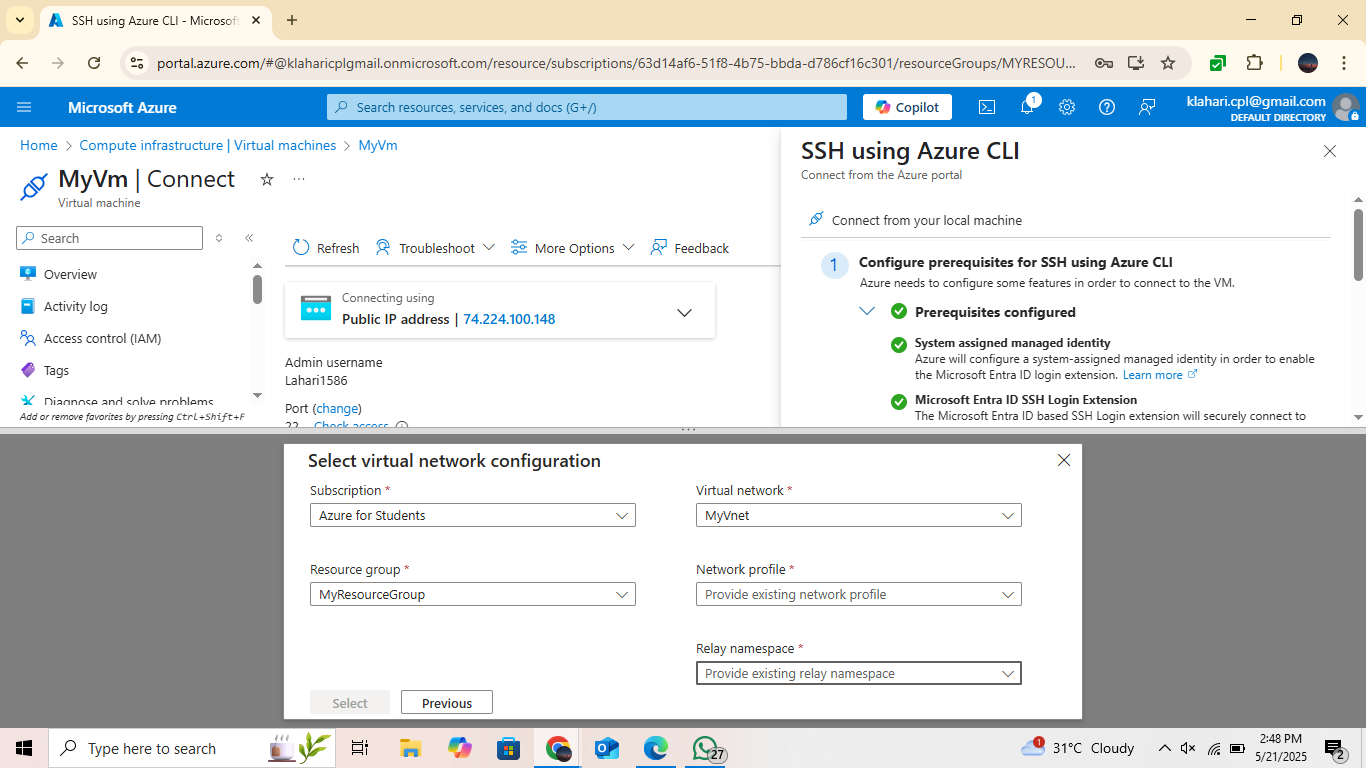 SSH using Azure CLI - Microsof
portal.azure.com/#@klaharicplgmail.onmicrosoft.com/resource/subscriptions/63d14af6-51f8-4b75-bbda-d786cf16c301/resourceGroups/MYRESOU...
Microsoft Azure
Search resources, services, and docs (G+/)
Copilot
1
klahari.cpl@gmail.com
DEFAULT DIRECTORY
Home > Compute infrastructure | Virtual machines > MyVm
MyVm | Connect
Virtual machine
Search
Overview
Activity log
Access control (IAM)
Tags
Diagnose and solve problems
Add or remove favorites by pressing Ctrl+Shift+F
Refresh Troubleshoot More Options Feedback
Connecting using
Public IP address | 74.224.100.148
Admin username
Lahari1586
Port (change)
22 Check access
SSH using Azure CLI
Connect from the Azure portal
Connect from your local machine
1 Configure prerequisites for SSH using Azure CLI
Azure needs to configure some features in order to connect to the VM.
Prerequisites configured
System assigned managed identity
Azure will configure a system-assigned managed identity in order to enable
the Microsoft Entra ID login extension. Learn more
Microsoft Entra ID SSH Login Extension
The Microsoft Entra ID based SSH Login extension will securely connect to
Select virtual network configuration
Subscription *
Azure for Students
Resource group *
MyResourceGroup
Virtual network *
MyVnet
Network profile *
Provide existing network profile
Relay namespace *
Provide existing relay namespace
Select Previous
Type here to search
27
1
31°C Cloudy
2:48 PM
5/21/2025
2